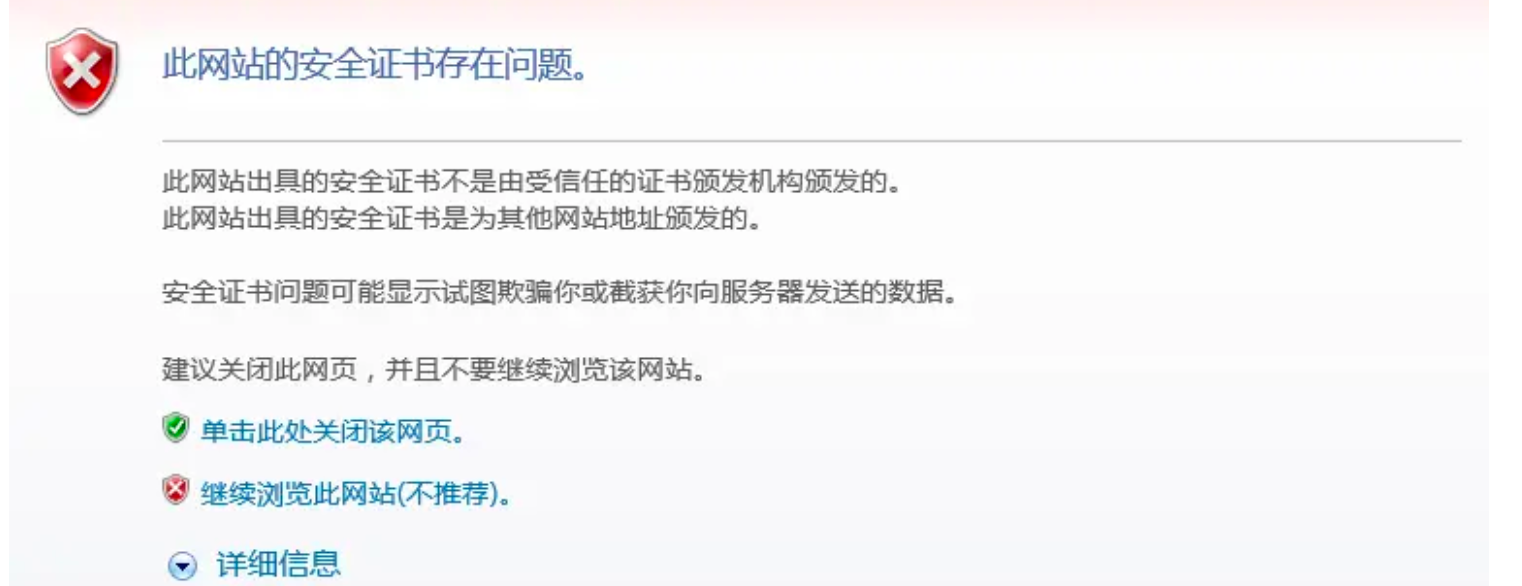 此网站的安全证书存在问题。
此网站出具的安全证书不是由受信任的证书颁发机构颁发的。
此网站出具的安全证书是为其他网站地址颁发的。
安全证书问题可能显示试图欺骗你或截获你向服务器发送的数据。
建议关闭此网页，并且不要继续浏览该网站。
单击此处关闭该网页。
继续浏览此网站(不推荐)。
详细信息